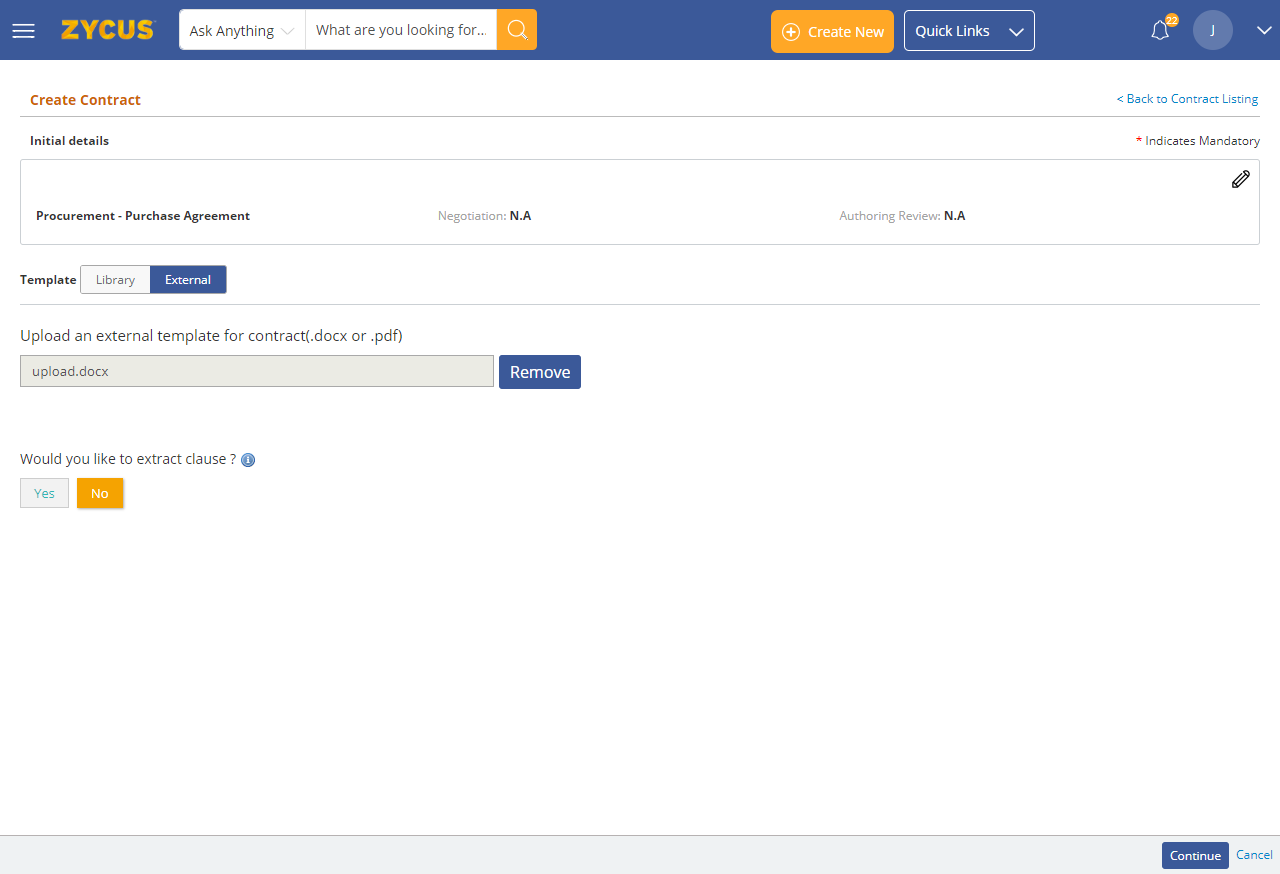 ZYCUS
Ask Anything
What are you looking for...
Create New
Quick Links
22
J
Create Contract
< Back to Contract Listing
Initial details
* Indicates Mandatory
Procurement - Purchase Agreement
Negotiation: N.A
Authoring Review: N.A
Template
Library
External
Upload an external template for contract(.docx or .pdf)
upload.docx
Remove
Would you like to extract clause ?
i
Yes
No
Continue
Cancel